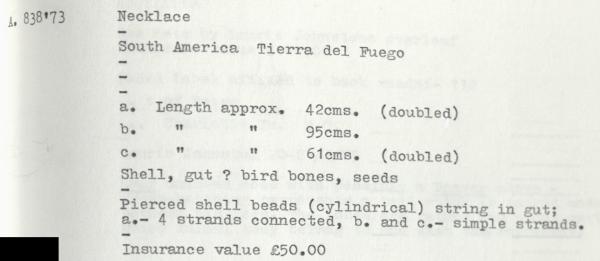 A. 838'73
Necklace
-
South America Tierra del Fuego
-
-
-
a. Length approx. 42cms. (doubled)
b. " " 95cms.
c. " " 61cms. (doubled)
Shell, gut ? bird bones, seeds
-
Pierced shell beads (cylindrical) string in gut;
a.- 4 strands connected, b. and c.- simple strands.
-
Insurance value £50.00